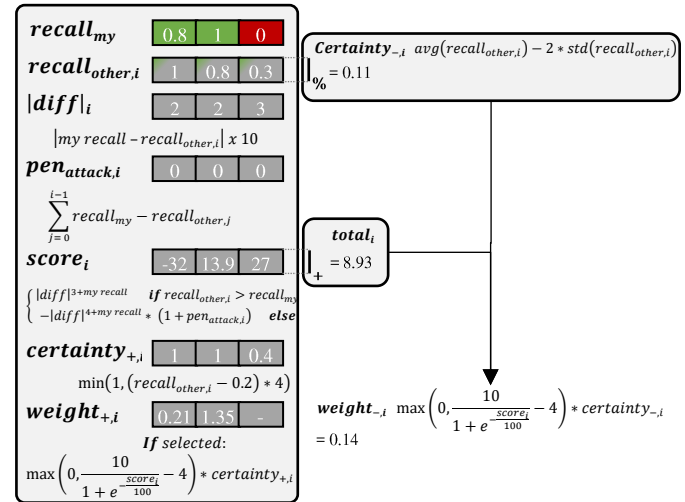 recall_my 0.8 1 0
recall_other,i 1 0.8 0.3
|diff|_i 2 2 3
|my recall – recall_other,i| x 10
pen_attack,i 0 0 0
i−1
∑ recall_my − recall_other,j
j= 0
score_i -32 13.9 27
{ |diff|^3+my recall if recall_other,i > recall_my
−|diff|^4+my recall * (1 + pen_attack,i) else
certainty_+,i 1 1 0.4
min(1, (recall_other,i − 0.2) * 4)
weight_+,i 0.21 1.35 -
If selected:
max(0, 10 / (1 + e^−score_i/100) − 4) * certainty_+,i
Certainty_−,i avg(recall_other,i) − 2 * std(recall_other,i)
% = 0.11
total_i
+ = 8.93
weight_−,i max(0, 10 / (1 + e^−score_i/100) − 4) * certainty_−,i
= 0.14